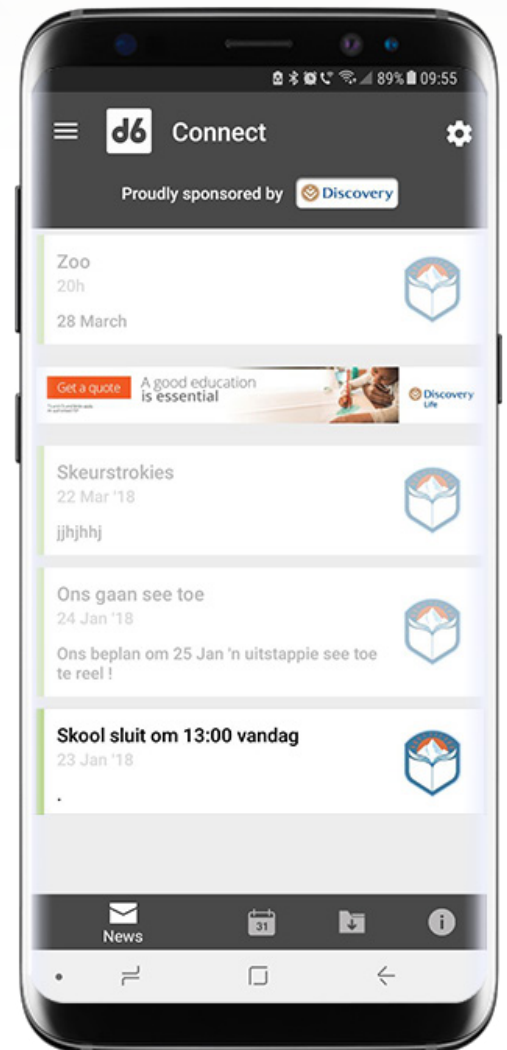 89% 09:55
d6 Connect
Proudly sponsored by Discovery
Zoo
20h
28 March
Get a quote
A good education
is essential
Discovery
Life
Skeurstrokies
22 Mar '18
jjhjhhj
Ons gaan see toe
24 Jan '18
Ons beplan om 25 Jan 'n uitstappie see toe
te reel !
Skool sluit om 13:00 vandag
23 Jan '18
.
31
News